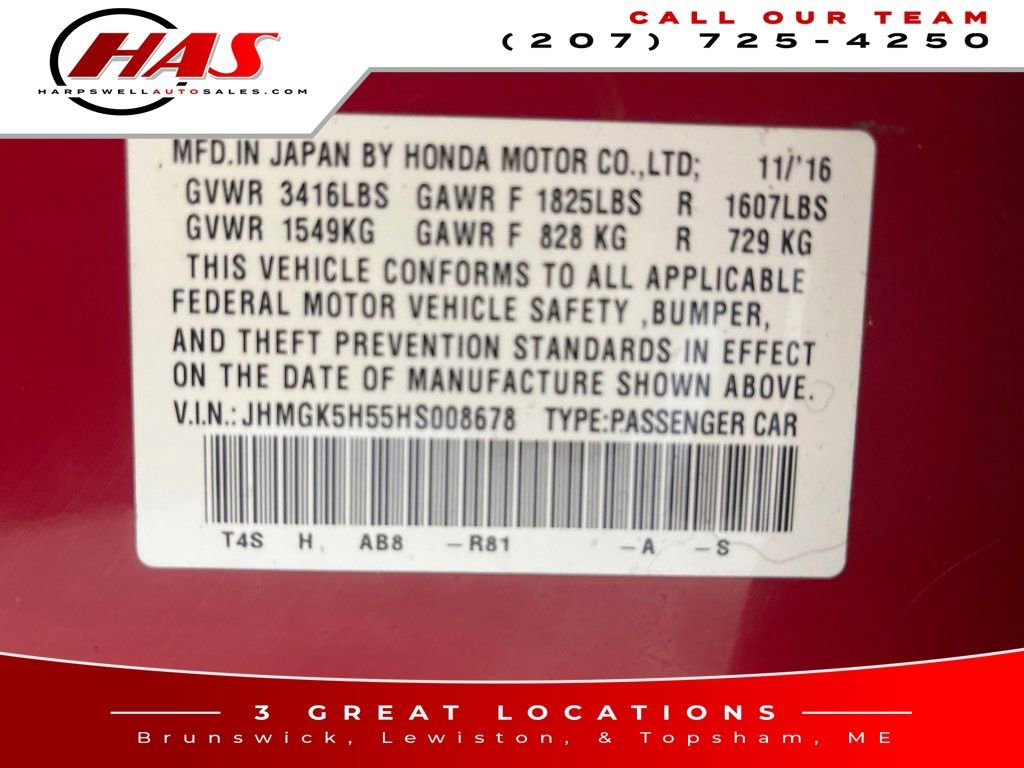 HAS
HARPSWELLAUTOSALES.COM
CALL OUR TEAM
(207) 725-4250
MFD.IN JAPAN BY HONDA MOTOR CO.,LTD; 11/'16
GVWR 3416LBS GAWR F 1825LBS R 1607LBS
GVWR 1549KG GAWR F 828 KG R 729 KG
THIS VEHICLE CONFORMS TO ALL APPLICABLE
FEDERAL MOTOR VEHICLE SAFETY ,BUMPER,
AND THEFT PREVENTION STANDARDS IN EFFECT
ON THE DATE OF MANUFACTURE SHOWN ABOVE.
V.I.N.: JHMGK5H55HS008678 TYPE:PASSENGER CAR
T4S H AB8 -R81 -A -S
3 GREAT LOCATIONS
Brunswick, Lewiston, & Topsham, ME